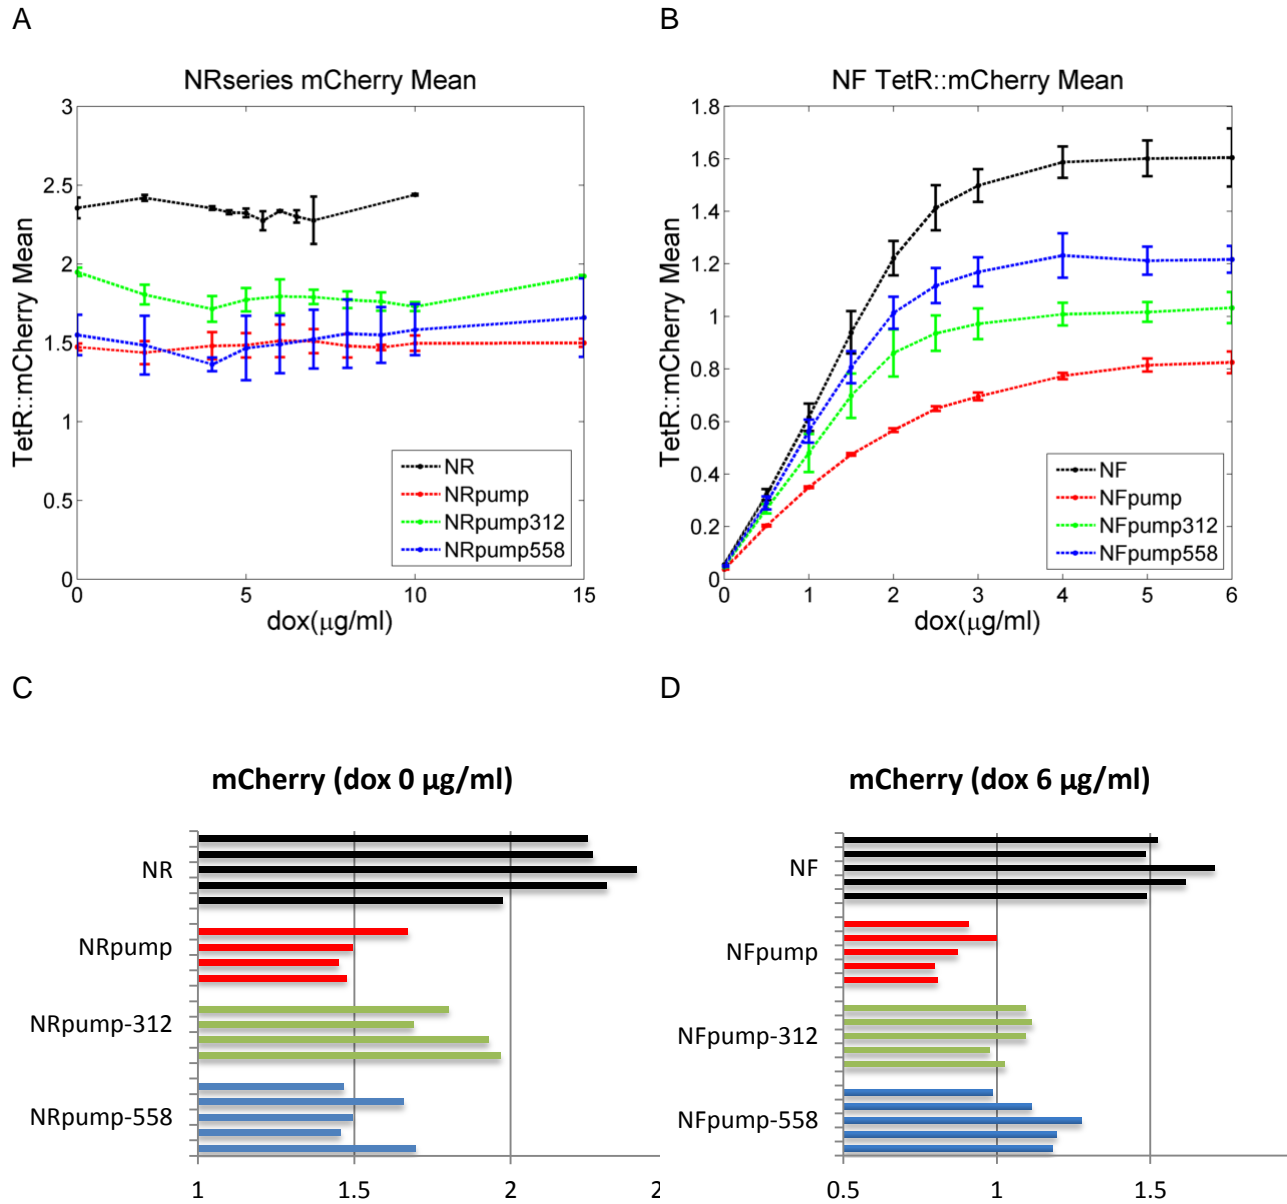 A
B
NRseries mCherry Mean
NF TetR::mCherry Mean
3
2.5
2
1.5
1
0.5
0
TetR::mCherry Mean
0
5
10
15
dox(μg/ml)
NR
NRpump
NRpump312
NRpump558
1.8
1.6
1.4
1.2
1
0.8
0.6
0.4
0.2
0
TetR::mCherry Mean
0
1
2
3
4
5
6
dox(μg/ml)
NF
NFpump
NFpump312
NFpump558
C
D
mCherry (dox 0 μg/ml)
NR
NRpump
NRpump-312
NRpump-558
1
1.5
2
2
mCherry (dox 6 μg/ml)
NF
NFpump
NFpump-312
NFpump-558
0.5
1
1.5